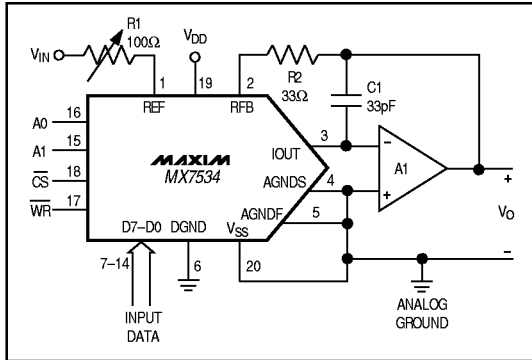 R1
100Ω
VIN
VDD
R2
33Ω
C1
33pF
1
19
2
REF
RFB
16
A0
15
A1
18
CS
17
WR
MAXIM
MX7534
IOUT
3
AGNDS
4
AGNDF
5
A1
−
+
+
VO
−
D7–D0
DGND
VSS
7–14
6
20
INPUT
DATA
ANALOG
GROUND